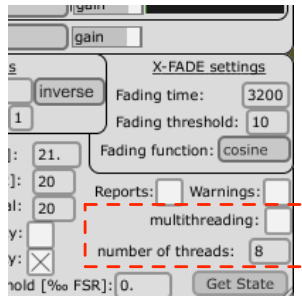 gain
gain
s
X-FADE settings
inverse
Fading time: 3200
1
Fading threshold: 10
]: 21.
Fading function: cosine
]: 20
Reports: Warnings:
al: 20
multithreading:
y:
number of threads: 8
y:
hold [‰ FSR]: 0.
Get State